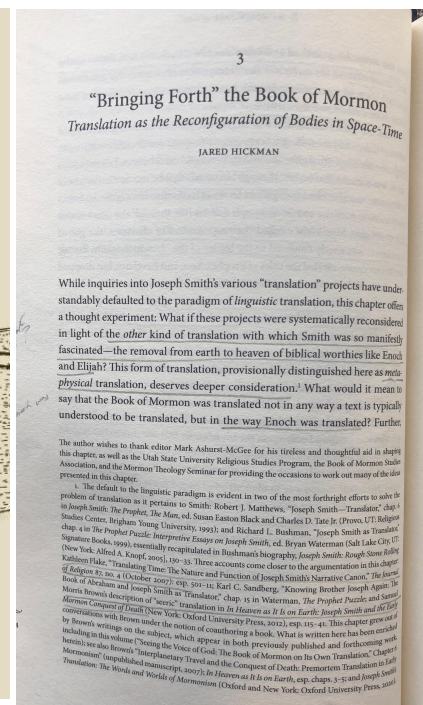 3
“Bringing Forth” the Book of Mormon
Translation as the Reconfiguration of Bodies in Space-Time
JARED HICKMAN
While inquiries into Joseph Smith’s various “translation” projects have under-
standably defaulted to the paradigm of linguistic translation, this chapter offers
a thought experiment: What if these projects were systematically reconsidered
in light of the other kind of translation with which Smith was so manifestly
fascinated—the removal from earth to heaven of biblical worthies like Enoch
and Elijah? This form of translation, provisionally distinguished here as meta-
physical translation, deserves deeper consideration.1 What would it mean to
say that the Book of Mormon was translated not in any way a text is typically
understood to be translated, but in the way Enoch was translated? Further,
The author wishes to thank editor Mark Ashurst-McGee for his tireless and thoughtful aid in shaping
this chapter, as well as the Utah State University Religious Studies Program, the Book of Mormon Studies
Association, and the Mormon Theology Seminar for providing the occasions to work out many of the ideas
presented in this chapter.
1. The default to the linguistic paradigm is evident in two of the most forthright efforts to solve the
problem of translation as it pertains to Smith: Robert J. Matthews, “Joseph Smith—Translator,” chap. 6
in Joseph Smith: The Prophet, The Man, ed. Susan Easton Black and Charles D. Tate Jr. (Provo, UT: Religious
Studies Center, Brigham Young University, 1993); and Richard L. Bushman, “Joseph Smith as Translator,”
chap. 4 in The Prophet Puzzle: Interpretive Essays on Joseph Smith, ed. Bryan Waterman (Salt Lake City, UT:
Signature Books, 1999), essentially recapitulated in Bushman’s biography, Joseph Smith: Rough Stone Rolling
(New York: Alfred A. Knopf, 2005), 130–33. Three accounts come closer to the argumentation in this chapter:
Kathleen Flake, “Translating Time: The Nature and Function of Joseph Smith’s Narrative Canon,” The Journal
of Religion 87, no. 4 (October 2007): esp. 501–11; Karl C. Sandberg, “Knowing Brother Joseph Again: The
Book of Abraham and Joseph Smith as Translator,” chap. 15 in Waterman, The Prophet Puzzle; and Samuel
Morris Brown’s description of “seeric” translation in In Heaven as It Is on Earth: Joseph Smith and the Early
Mormon Conquest of Death (New York: Oxford University Press, 2012), esp. 115–41. This chapter grew out of
conversations with Brown under the notion of coauthoring a book. What is written here has been enriched
by Brown’s writings on the subject, which appear in both previously published and forthcoming work,
including in this volume (“Seeing the Voice of God: The Book of Mormon on Its Own Translation,” Chapter 6
herein); see also Brown’s “Interplanetary Travel and the Conquest of Death: Premortem Translation in Early
Mormonism” (unpublished manuscript, 2007); In Heaven as It Is on Earth, esp. chaps. 3–5; and Joseph Smith’s
Translation: The Words and Worlds of Mormonism (Oxford and New York: Oxford University Press, 2020).